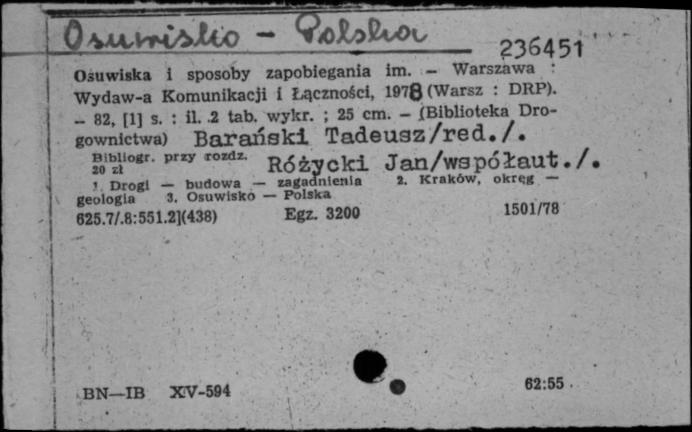 Osuwisko - Polska
236451
Osuwiska i sposoby zapobiegania im. — Warszawa :
Wydaw-a Komunikacji i Łączności, 1978 (Warsz : DRP).
— 82, [1] s. : il. 2 tab. wykr. ; 25 cm. — (Biblioteka Dro-
gownictwa) Barański Tadeusz/red./.
Bibliogr. przy rozdz.
20 zł Różycki Jan/współaut./.
1. Drogi — budowa — zagadnienia 2. Kraków, okręg —
geologia 3. Osuwisko — Polska
625.7/.8:551.2](438) Egz. 3200 1501/78
BN—IB XV-594 62:55